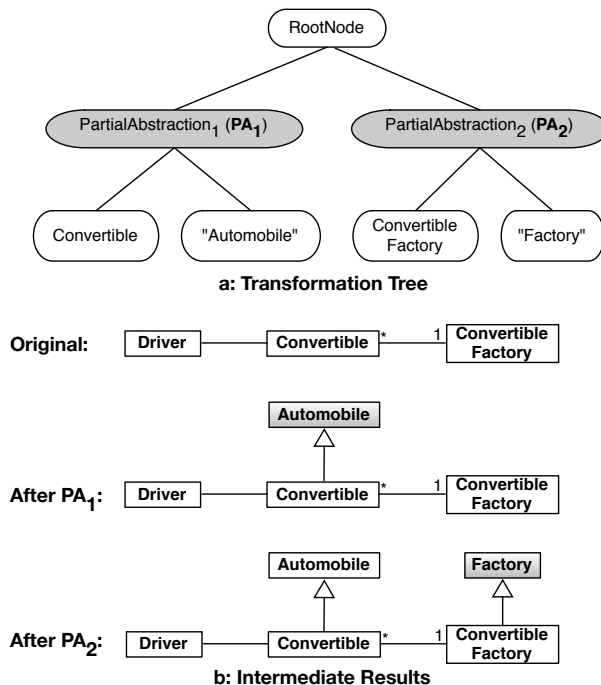 RootNode
PartialAbstraction1 (PA1)
PartialAbstraction2 (PA2)
Convertible
"Automobile"
Convertible
Factory
"Factory"
a: Transformation Tree
Original:
Driver
Convertible
*
1
Convertible
Factory
Automobile
After PA1:
Driver
Convertible
*
1
Convertible
Factory
Automobile
Factory
After PA2:
Driver
Convertible
*
1
Convertible
Factory
b: Intermediate Results